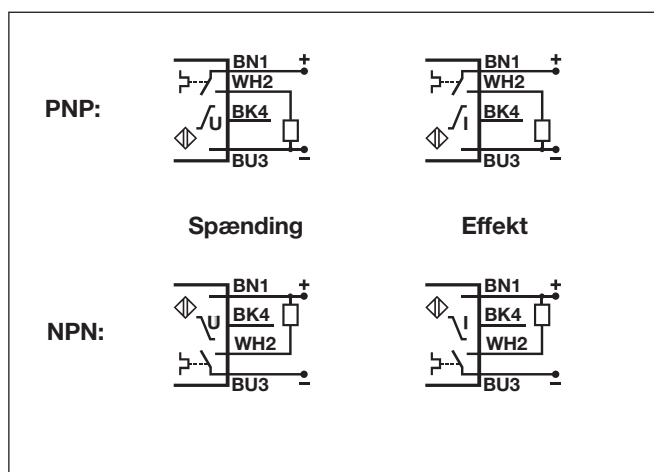 PNP:
BN1 +
WH2
BK4
U
BU3 –
BN1 +
WH2
BK4
I
BU3 –
Spænding Effekt
NPN:
BN1 +
U
BK4
WH2
BU3 –
BN1 +
I
BK4
WH2
BU3 –